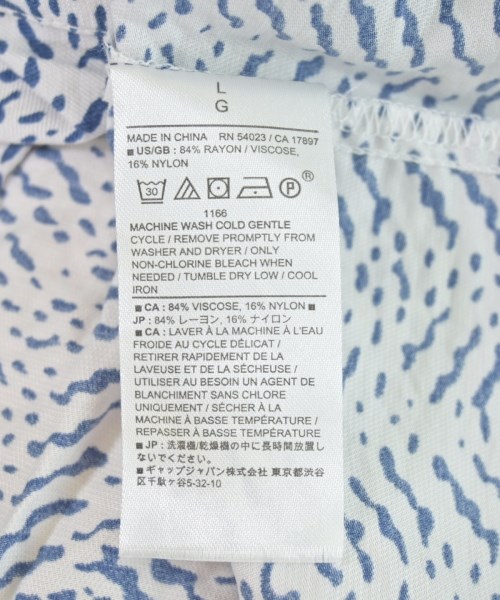 L
G
MADE IN CHINA RN 54023 / CA 17897
■ US/GB : 84% RAYON / VISCOSE,
16% NYLON
30 P ®
1166
MACHINE WASH COLD GENTLE
CYCLE / REMOVE PROMPTLY FROM
WASHER AND DRYER / ONLY
NON-CHLORINE BLEACH WHEN
NEEDED / TUMBLE DRY LOW / COOL
IRON
■ CA : 84% VISCOSE, 16% NYLON ■
JP : 84% レーヨン, 16% ナイロン
■ CA : LAVER À LA MACHINE À L'EAU
FROIDE AU CYCLE DÉLICAT /
RETIRER RAPIDEMENT DE LA
LAVEUSE ET DE LA SÉCHEUSE /
UTILISER AU BESOIN UN AGENT DE
BLANCHIMENT SANS CHLORE
UNIQUEMENT / SÉCHER À LA
MACHINE BASSE TEMPÉRATURE /
REPASSER À BASSE TEMPÉRATURE
■ JP : 洗濯機/乾燥機の中に長時間放置し
ないでください。
■ ギャップジャパン株式会社 東京都渋谷
区千駄ヶ谷5-32-10